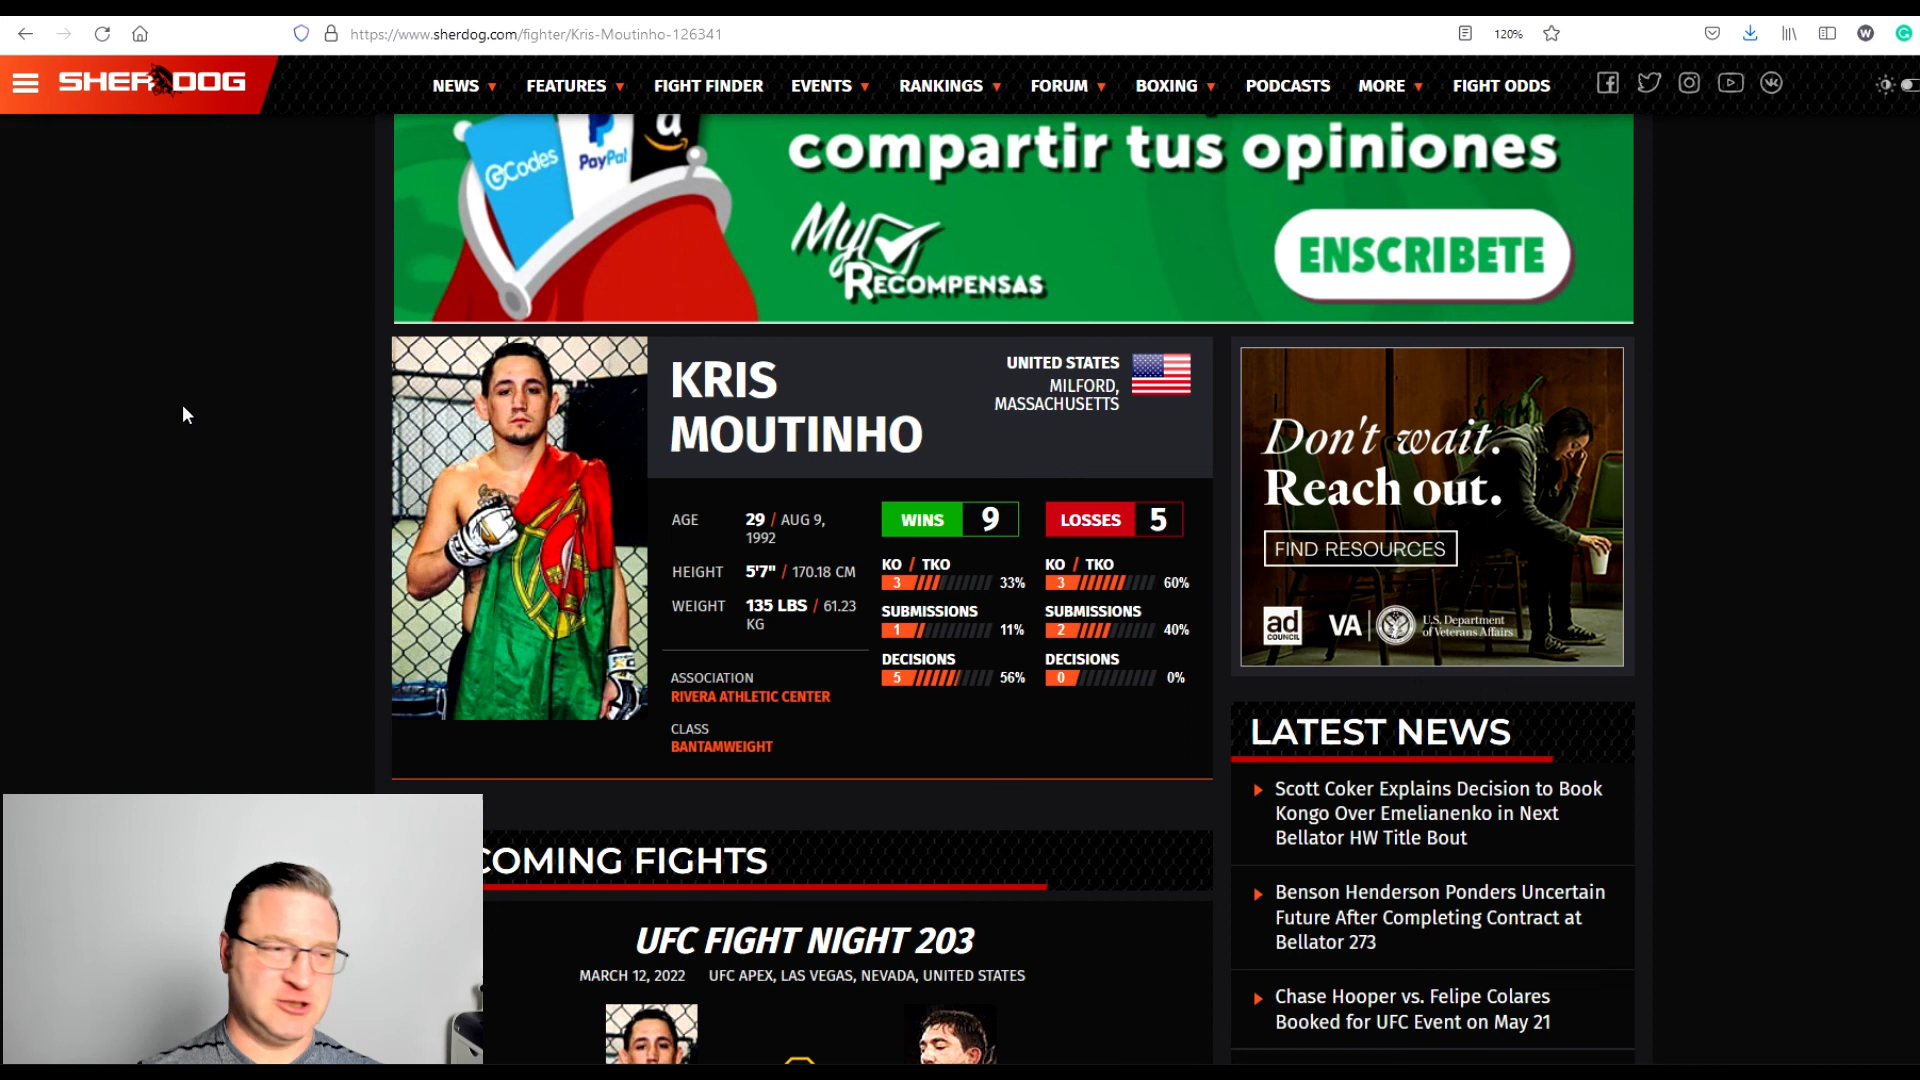 https://www.sherdog.com/fighter/Kris-Moutinho-126341
120%
SHERDOG
NEWS
FEATURES
FIGHT FINDER
EVENTS
RANKINGS
FORUM
BOXING
PODCASTS
MORE
FIGHT ODDS
GCodes
PayPal
a
compartir tus opiniones
My
RECOMPENSAS
ENSCRIBETE
KRIS
MOUTINHO
UNITED STATES
MILFORD,
MASSACHUSETTS
AGE
29 / AUG 9,
1992
HEIGHT
5'7" / 170.18 CM
WEIGHT
135 LBS / 61.23
KG
ASSOCIATION
RIVERA ATHLETIC CENTER
CLASS
BANTAMWEIGHT
WINS 9
KO / TKO
3 33%
SUBMISSIONS
1 11%
DECISIONS
5 56%
LOSSES 5
KO / TKO
3 60%
SUBMISSIONS
2 40%
DECISIONS
0 0%
Don't wait.
Reach out.
FIND RESOURCES
ad
COUNCIL
VA
U.S. Department
of Veterans Affairs
LATEST NEWS
Scott Coker Explains Decision to Book
Kongo Over Emelianenko in Next
Bellator HW Title Bout
Benson Henderson Ponders Uncertain
Future After Completing Contract at
Bellator 273
Chase Hooper vs. Felipe Colares
Booked for UFC Event on May 21
COMING FIGHTS
UFC FIGHT NIGHT 203
MARCH 12, 2022 UFC APEX, LAS VEGAS, NEVADA, UNITED STATES